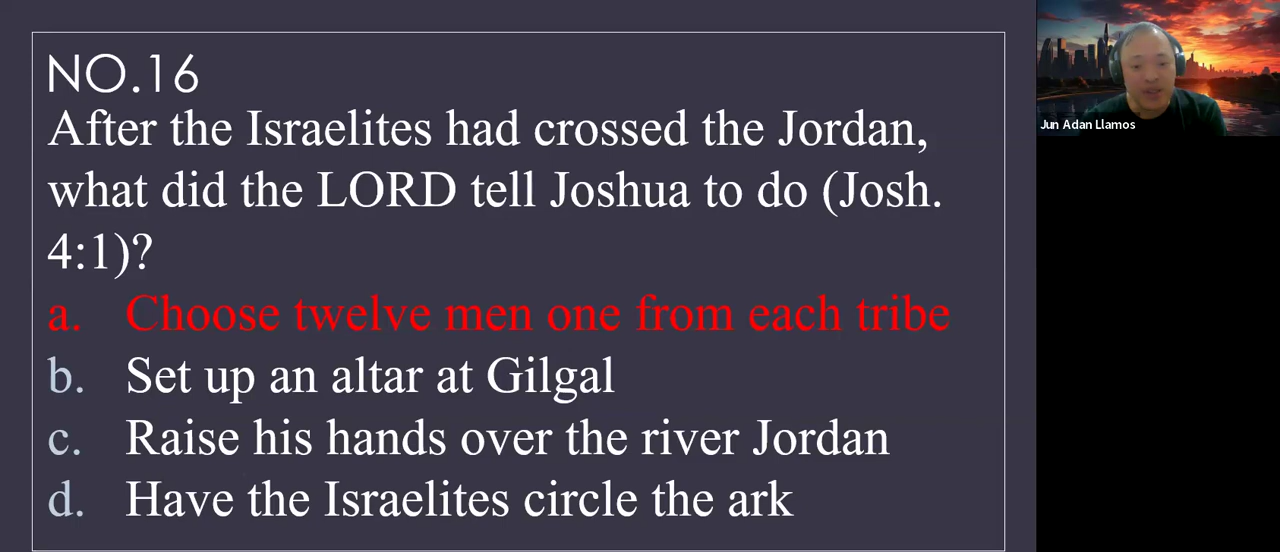 NO.16
After the Israelites had crossed the Jordan,
what did the LORD tell Joshua to do (Josh.
4:1)?
a. Choose twelve men one from each tribe
b. Set up an altar at Gilgal
c. Raise his hands over the river Jordan
d. Have the Israelites circle the ark
Jun Adan Llamos